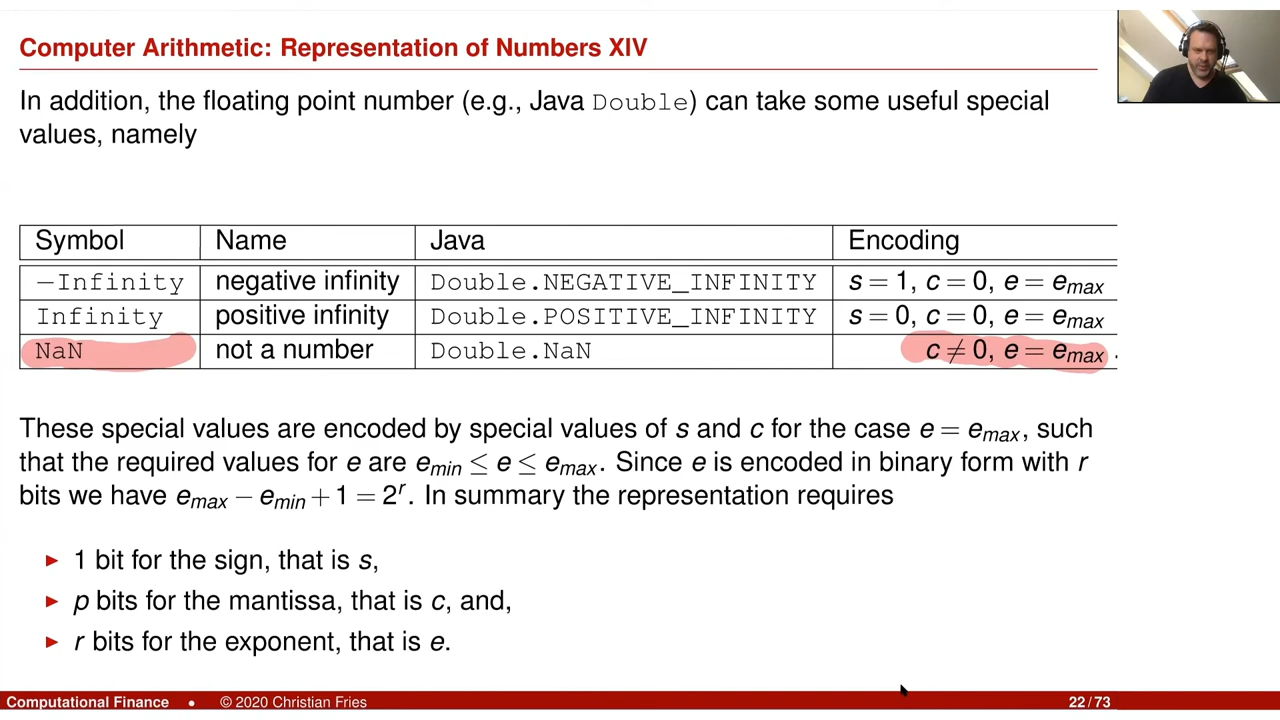 Computer Arithmetic: Representation of Numbers XIV
In addition, the floating point number (e.g., Java Double) can take some useful special
values, namely
Symbol Name Java Encoding
−Infinity negative infinity Double.NEGATIVE_INFINITY s = 1, c = 0, e = e_max
Infinity positive infinity Double.POSITIVE_INFINITY s = 0, c = 0, e = e_max
NaN not a number Double.NaN c ≠ 0, e = e_max .
These special values are encoded by special values of s and c for the case e = e_max, such
that the required values for e are e_min ≤ e ≤ e_max. Since e is encoded in binary form with r
bits we have e_max − e_min + 1 = 2^r. In summary the representation requires
▶ 1 bit for the sign, that is s,
▶ p bits for the mantissa, that is c, and,
▶ r bits for the exponent, that is e.
Computational Finance • © 2020 Christian Fries 22/73